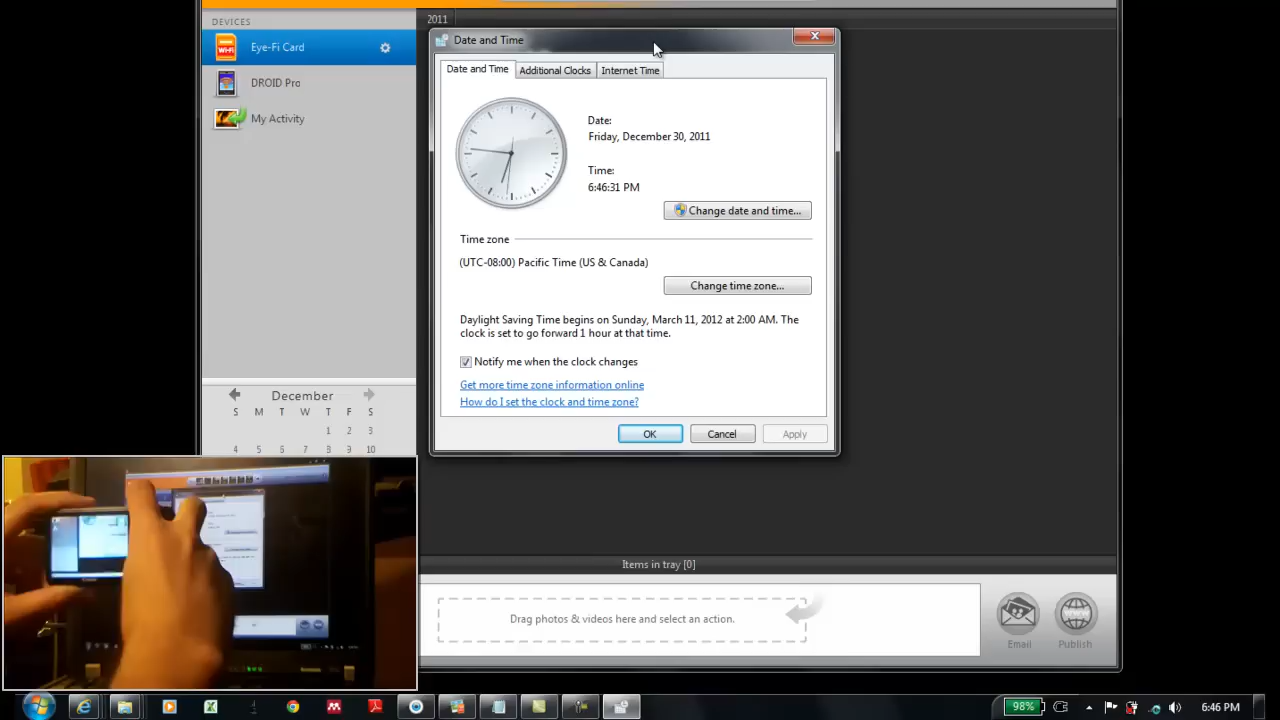 DEVICES
WI-FI
Eye-Fi Card
DROID Pro
My Activity
2011
Date and Time
Date and Time
Additional Clocks
Internet Time
Date:
Friday, December 30, 2011
Time:
6:46:31 PM
Change date and time...
Time zone
(UTC-08:00) Pacific Time (US & Canada)
Change time zone...
Daylight Saving Time begins on Sunday, March 11, 2012 at 2:00 AM. The
clock is set to go forward 1 hour at that time.
Notify me when the clock changes
Get more time zone information online
How do I set the clock and time zone?
OK
Cancel
Apply
December
S M T W T F S
1 2 3
4 5 6 7 8 9 10
Items in tray [0]
Drag photos & videos here and select an action.
WWW
Email
Publish
98%
6:46 PM